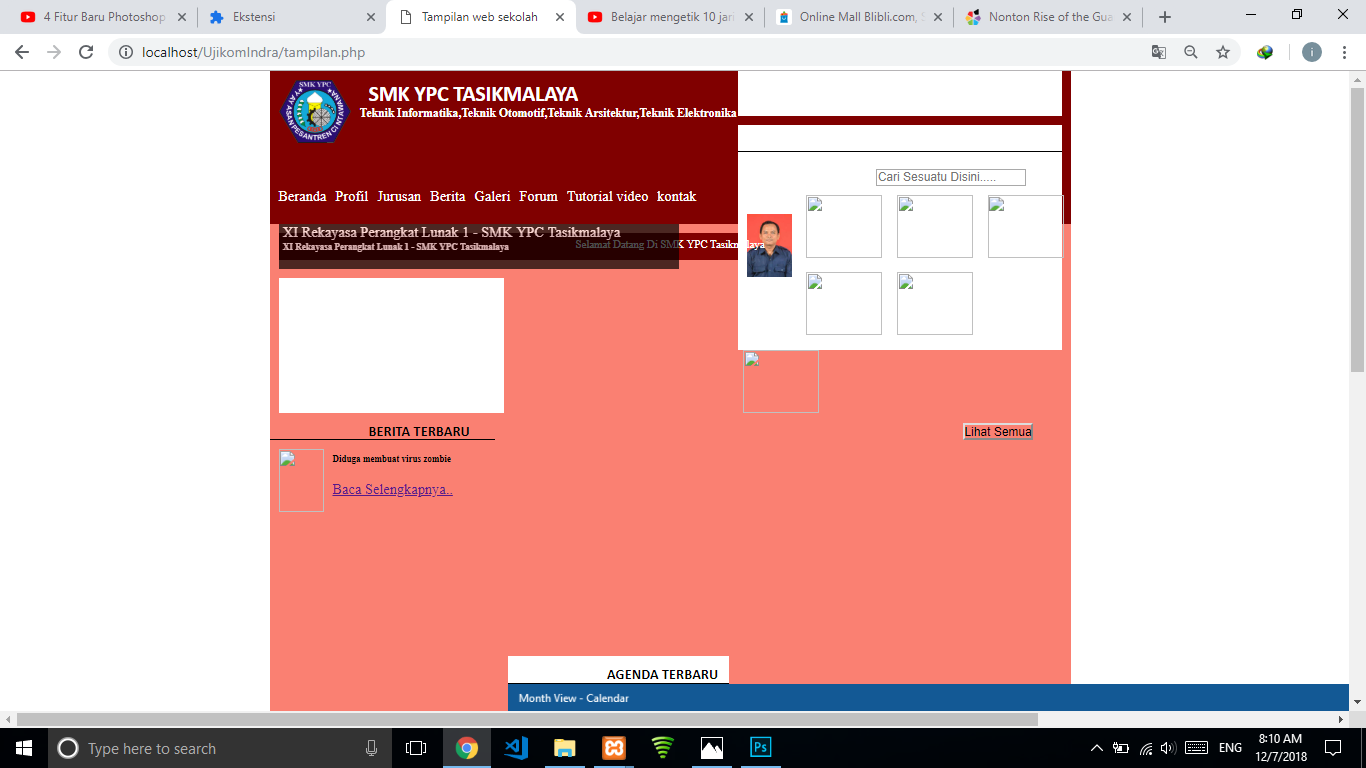 4 Fitur Baru Photoshop
Ekstensi
Tampilan web sekolah
Belajar mengetik 10 jari
Online Mall Blibli.com, S
Nonton Rise of the Gua
localhost/UjikomIndra/tampilan.php
i
SMK YPC
YAYASAN PESANTREN CINTAWANA
SMK YPC TASIKMALAYA
Teknik Informatika,Teknik Otomotif,Teknik Arsitektur,Teknik Elektronika
Cari Sesuatu Disini.....
Beranda Profil Jurusan Berita Galeri Forum Tutorial video kontak
XI Rekayasa Perangkat Lunak 1 - SMK YPC Tasikmalaya
XI Rekayasa Perangkat Lunak 1 - SMK YPC Tasikmalaya
Selamat Datang Di SMK YPC Tasikmalaya
BERITA TERBARU
Lihat Semua
Diduga membuat virus zombie
Baca Selengkapnya..
AGENDA TERBARU
Month View - Calendar
Type here to search
Ps
ENG
8:10 AM
12/7/2018